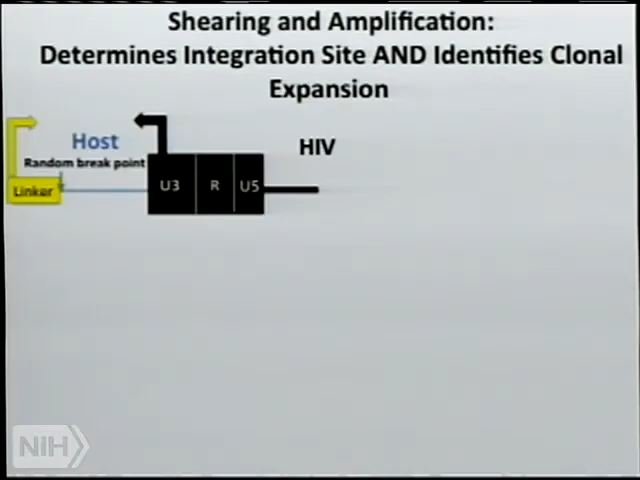 Shearing and Amplification:
Determines Integration Site AND Identifies Clonal
Expansion
Host
HIV
Random break point
Linker
U3
R
U5
NIH